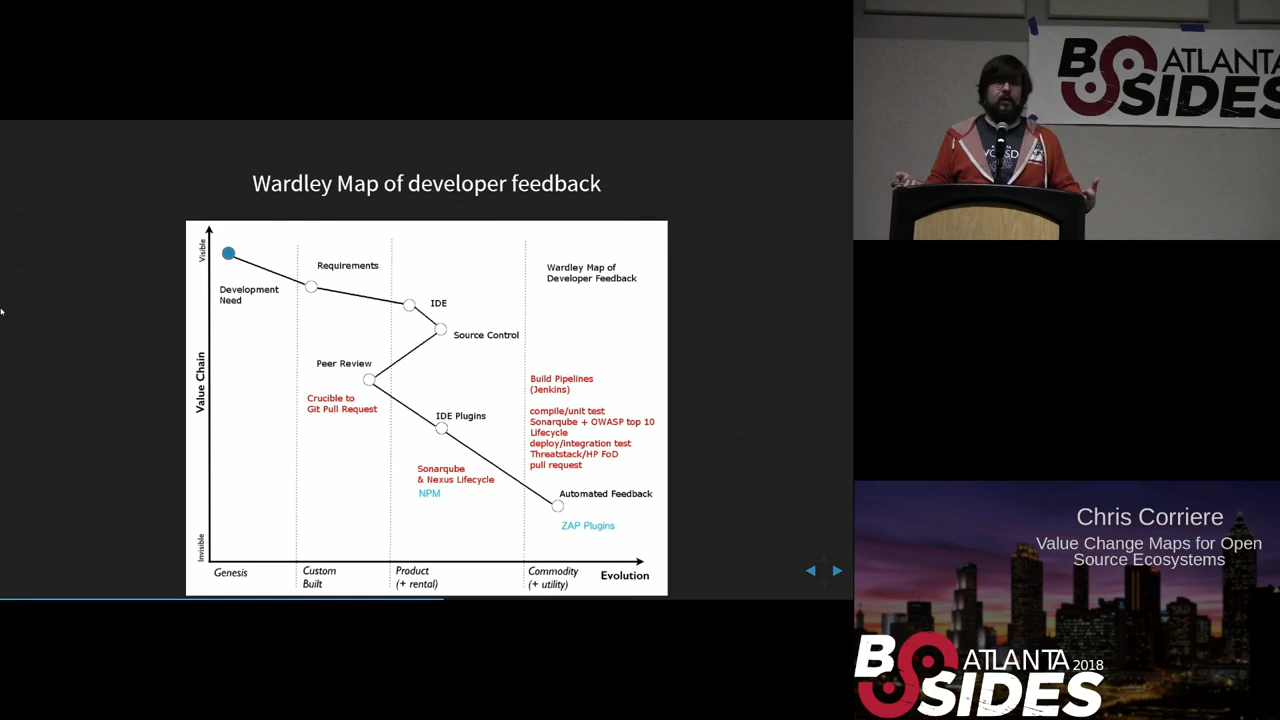 Wardley Map of developer feedback
Visible
Value Chain
Invisible
Development
Need
Requirements
IDE
Source Control
Wardley Map of
Developer Feedback
Peer Review
Crucible to
Git Pull Request
IDE Plugins
Sonarqube
& Nexus Lifecycle
NPM
Build Pipelines
(Jenkins)
compile/unit test
Sonarqube + OWASP top 10
Lifecycle
deploy/integration test
Threatstack/HP FoD
pull request
Automated Feedback
ZAP Plugins
Genesis
Custom
Built
Product
(+ rental)
Commodity
(+ utility)
Evolution
BSIDES ATLANTA
Chris Corriere
Value Change Maps for Open
Source Ecosystems
BSIDES ATLANTA 2018